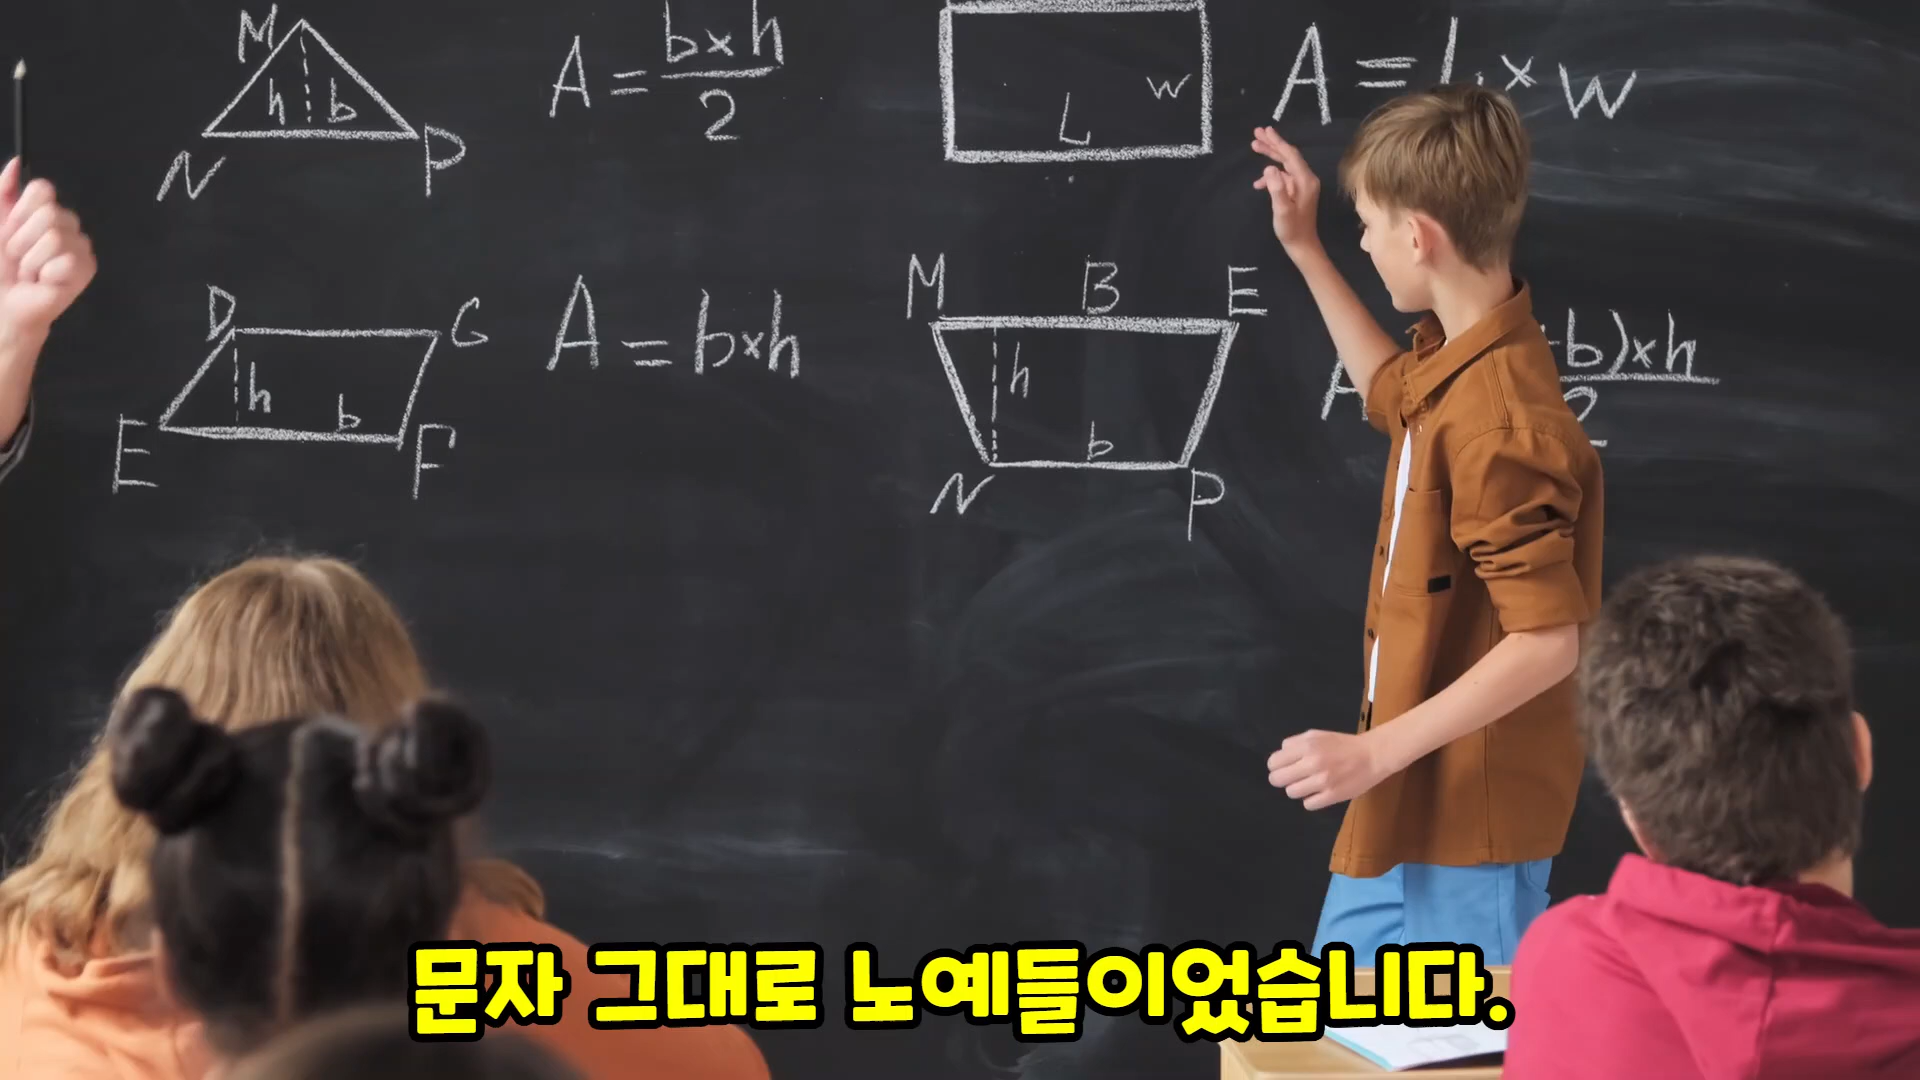 M
h b
N P
A = b×h
2
W
L
A = L × W
D G
h b
E F
A = b×h
M B E
h
b
N P
A
b)×h
2
문자 그대로 노예들이었습니다.